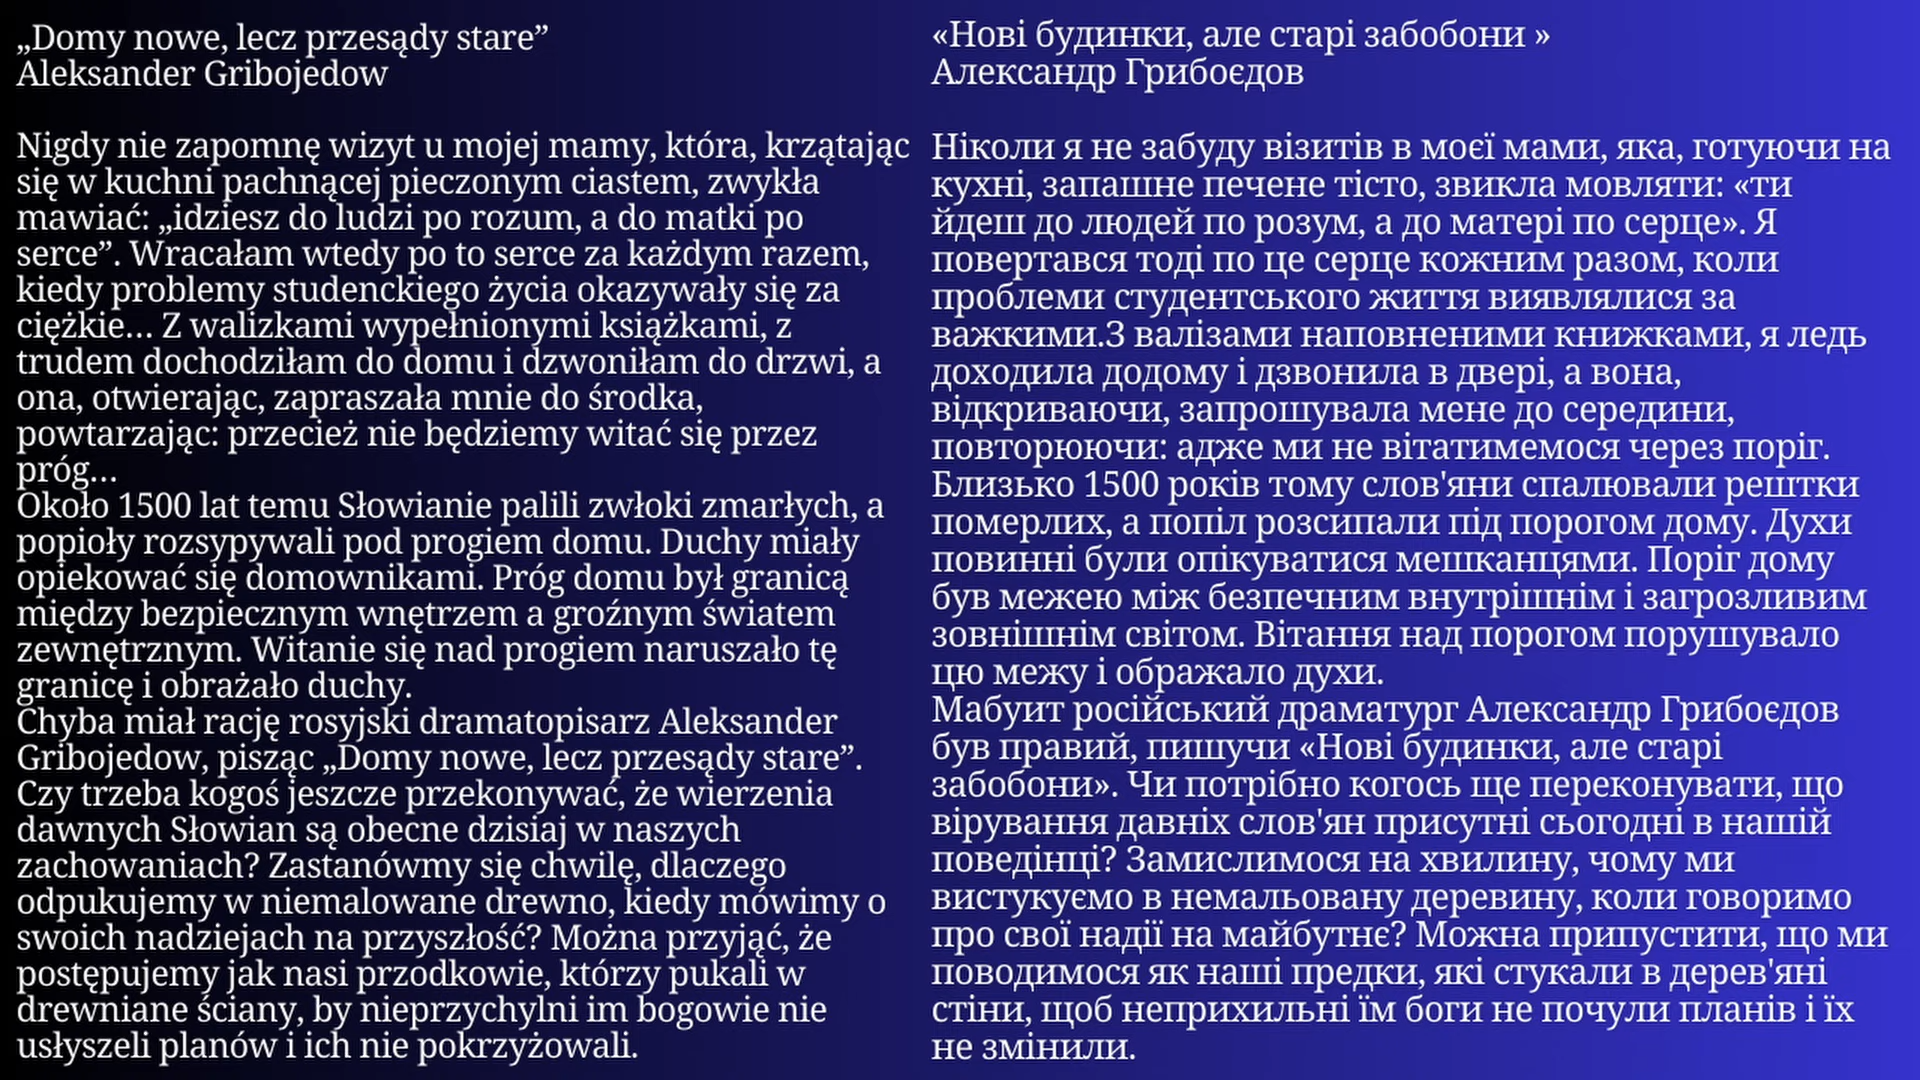 „Domy nowe, lecz przesądy stare”
Aleksander Gribojedow
Nigdy nie zapomnę wizyt u mojej mamy, która, krzątając
się w kuchni pachnącej pieczonym ciastem, zwykła
mawiać: „idziesz do ludzi po rozum, a do matki po
serce”. Wracałam wtedy po to serce za każdym razem,
kiedy problemy studenckiego życia okazywały się za
ciężkie... Z walizkami wypełnionymi książkami, z
trudem dochodziłam do domu i dzwoniłam do drzwi, a
ona, otwierając, zapraszała mnie do środka,
powtarzając: przecież nie będziemy witać się przez
próg...
Około 1500 lat temu Słowianie palili zwłoki zmarłych, a
popioły rozsypywali pod progiem domu. Duchy miały
opiekować się domownikami. Próg domu był granicą
między bezpiecznym wnętrzem a groźnym światem
zewnętrznym. Witanie się nad progiem naruszało tę
granicę i obrażało duchy.
Chyba miał rację rosyjski dramatopisarz Aleksander
Gribojedow, pisząc „Domy nowe, lecz przesądy stare”.
Czy trzeba kogoś jeszcze przekonywać, że wierzenia
dawnych Słowian są obecne dzisiaj w naszych
zachowaniach? Zastanówmy się chwilę, dlaczego
odpukujemy w niemalowane drewno, kiedy mówimy o
swoich nadziejach na przyszłość? Można przyjąć, że
postępujemy jak nasi przodkowie, którzy pukali w
drewniane ściany, by nieprzychylni im bogowie nie
usłyszeli planów i ich nie pokrzyżowali.
«Нові будинки, але старі забобони »
Александр Грибоєдов
Ніколи я не забуду візитів в моєї мами, яка, готуючи на
кухні, запашне печене тісто, звикла мовляти: «ти
йдеш до людей по розум, а до матері по серце». Я
повертався тоді по це серце кожним разом, коли
проблеми студентського життя виявлялися за
важкими.З валізами наповненими книжками, я ледь
доходила додому і дзвонила в двері, а вона,
відкриваючи, запрошувала мене до середини,
повторюючи: адже ми не вітатимемося через поріг.
Близько 1500 років тому слов'яни спалювали рештки
померлих, а попіл розсипали під порогом дому. Духи
повинні були опікуватися мешканцями. Поріг дому
був межею між безпечним внутрішнім і загрозливим
зовнішнім світом. Вітання над порогом порушувало
цю межу і ображало духи.
Мабуит російський драматург Александр Грибоєдов
був правий, пишучи «Нові будинки, але старі
забобони». Чи потрібно когось ще переконувати, що
вірування давніх слов'ян присутні сьогодні в нашій
поведінці? Замислимося на хвилину, чому ми
вистукуємо в немальовану деревину, коли говоримо
про свої надії на майбутнє? Можна припустити, що ми
поводимося як наші предки, які стукали в дерев'яні
стіни, щоб неприхильні їм боги не почули планів і їх
не змінили.